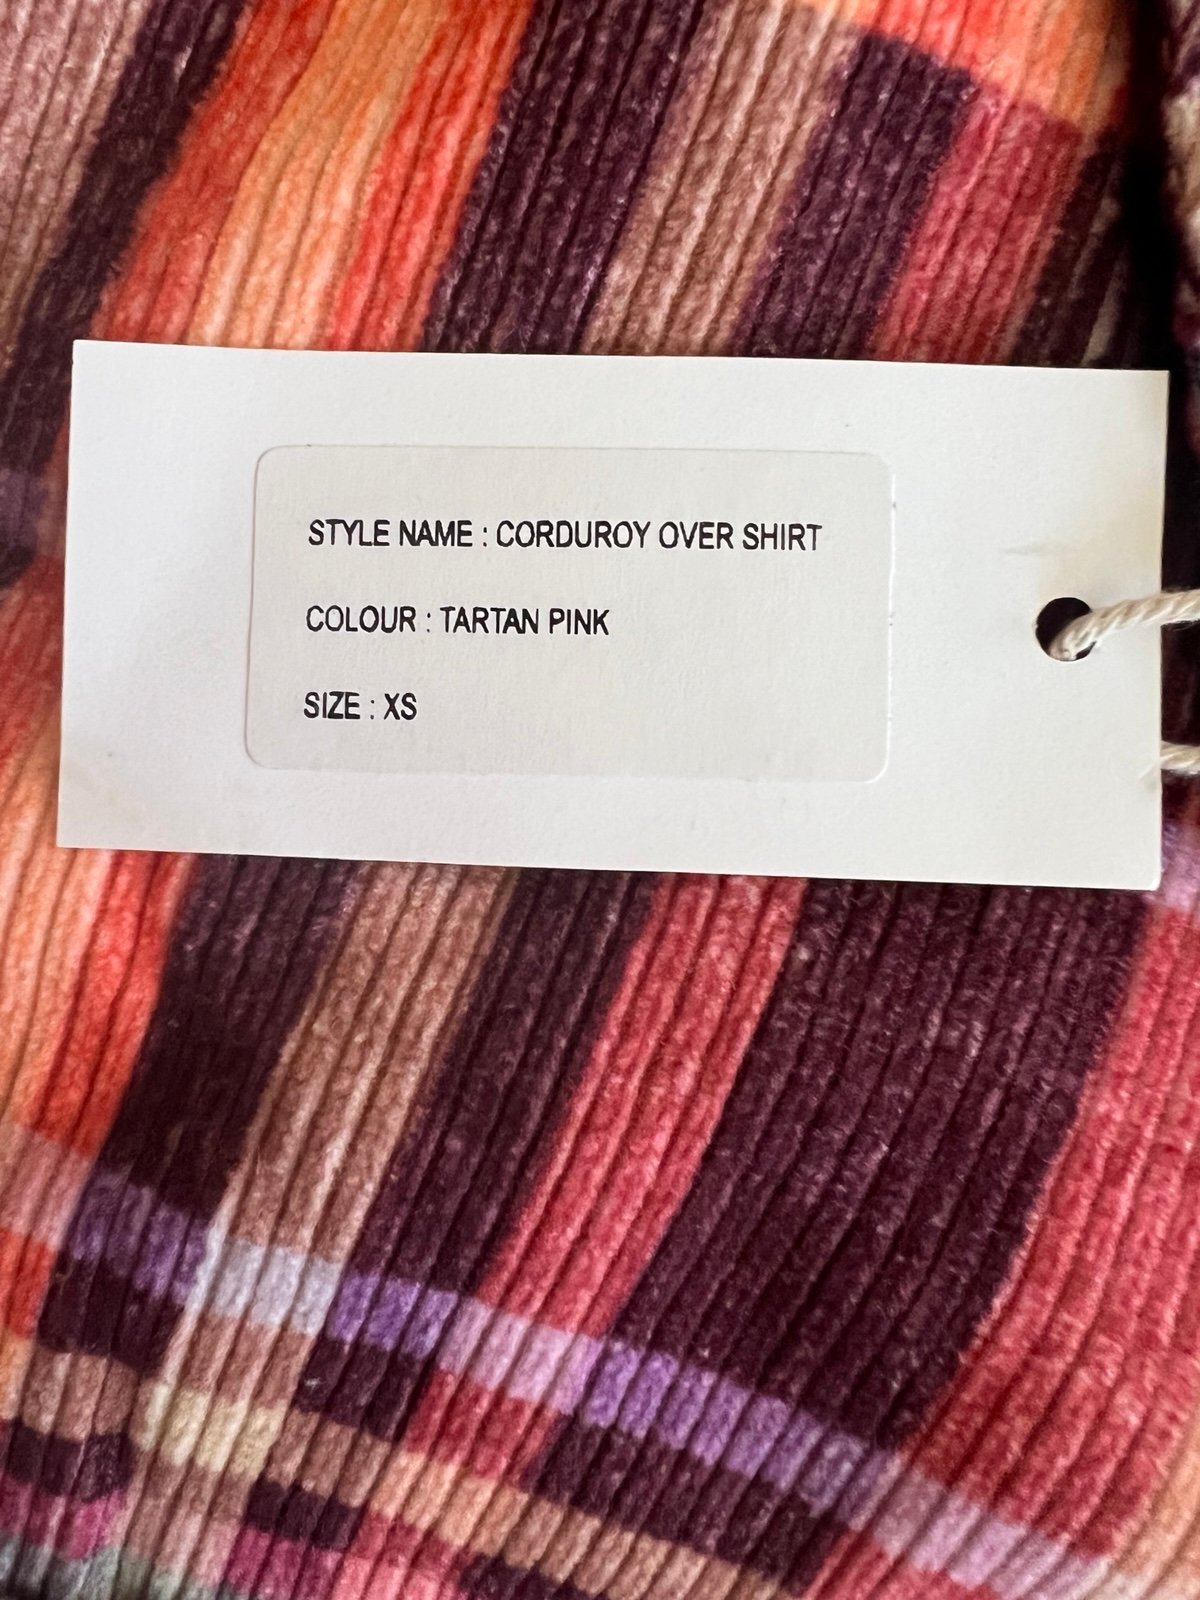 STYLE NAME : CORDUROY OVER SHIRT
COLOUR : TARTAN PINK
SIZE : XS